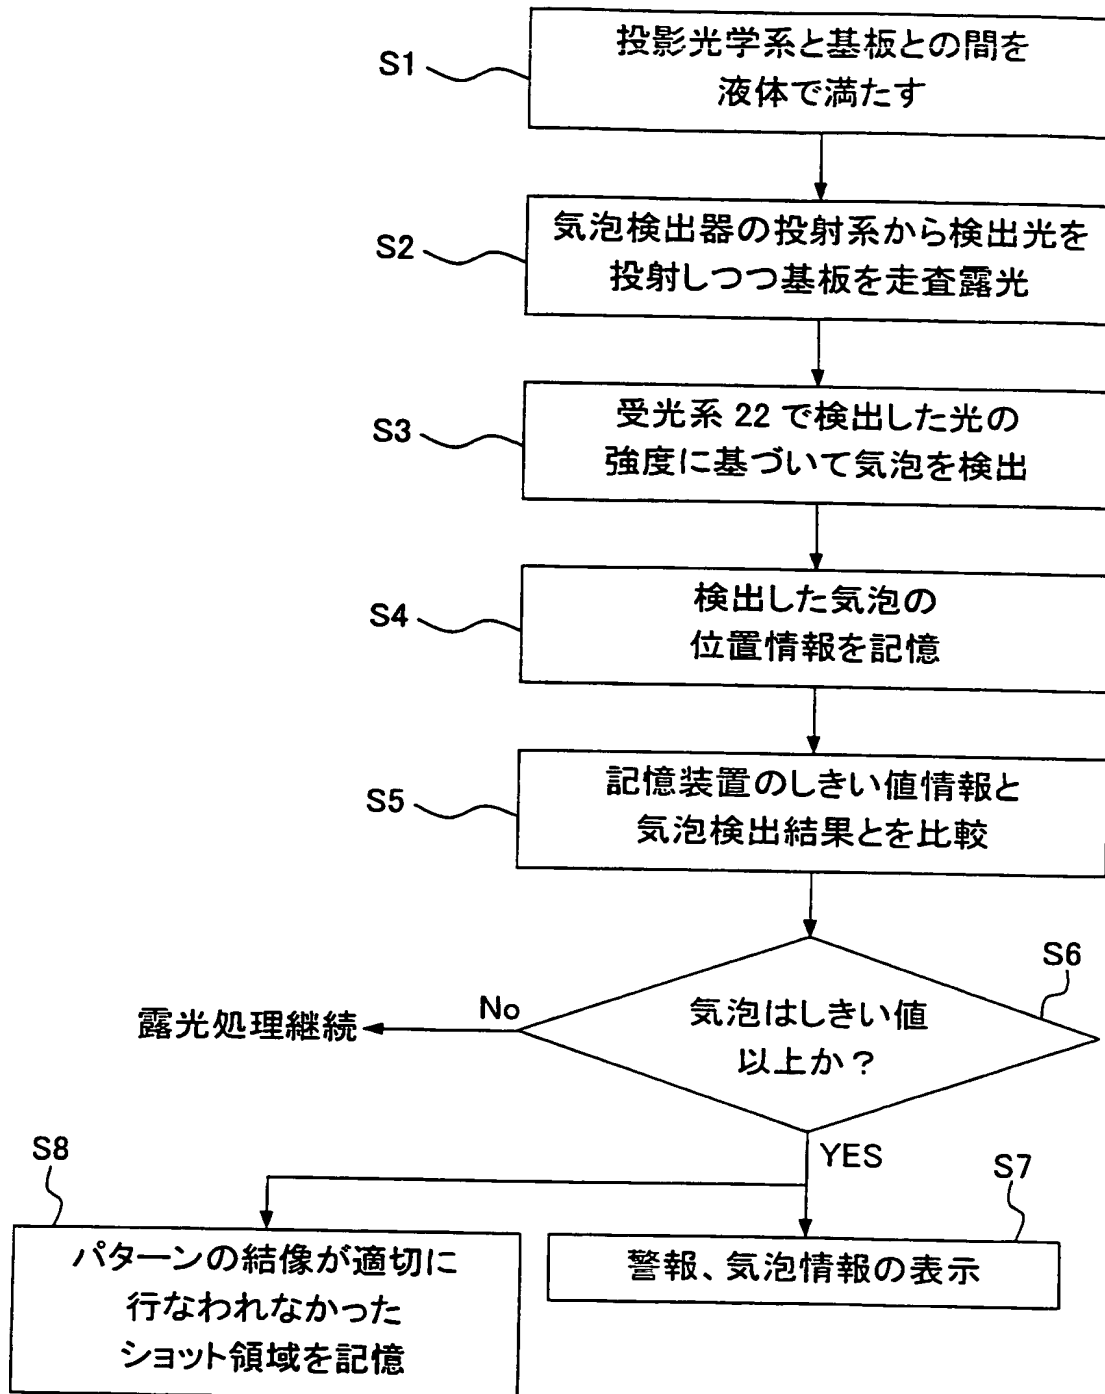 S1
投影光学系と基板との間を
液体で満たす
S2
気泡検出器の投射系から検出光を
投射しつつ基板を走査露光
S3
受光系 22 で検出した光の
強度に基づいて気泡を検出
S4
検出した気泡の
位置情報を記憶
S5
記憶装置のしきい値情報と
気泡検出結果とを比較
S6
気泡はしきい値
以上か？
No
露光処理継続
YES
S8
パターンの結像が適切に
行なわれなかった
ショット領域を記憶
S7
警報、気泡情報の表示